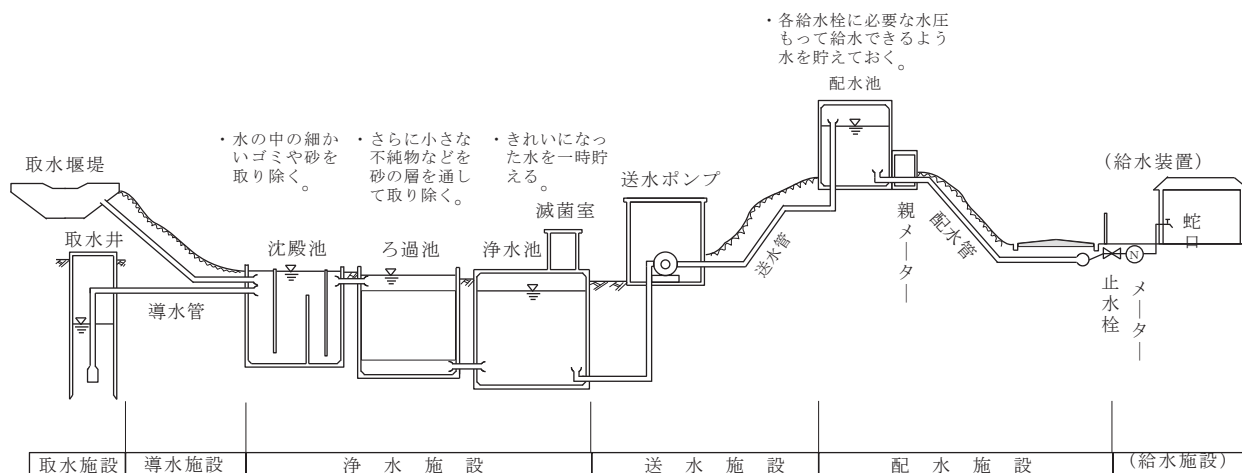 ・各給水栓に必要な水圧
もって給水できるよう
水を貯えておく。
配水池
・水の中の細か
いゴミや砂を
取り除く。
・さらに小さな
不純物などを
砂の層を通し
て取り除く。
・きれいになっ
た水を一時貯
える。
取水堰堤
取水井
導水管
沈殿池
ろ過池
浄水池
滅菌室
送水ポンプ
送水管
親メーター
配水管
(給水装置)
蛇
止水栓
メーター
N
取水施設
導水施設
浄水施設
送水施設
配水施設
(給水施設)